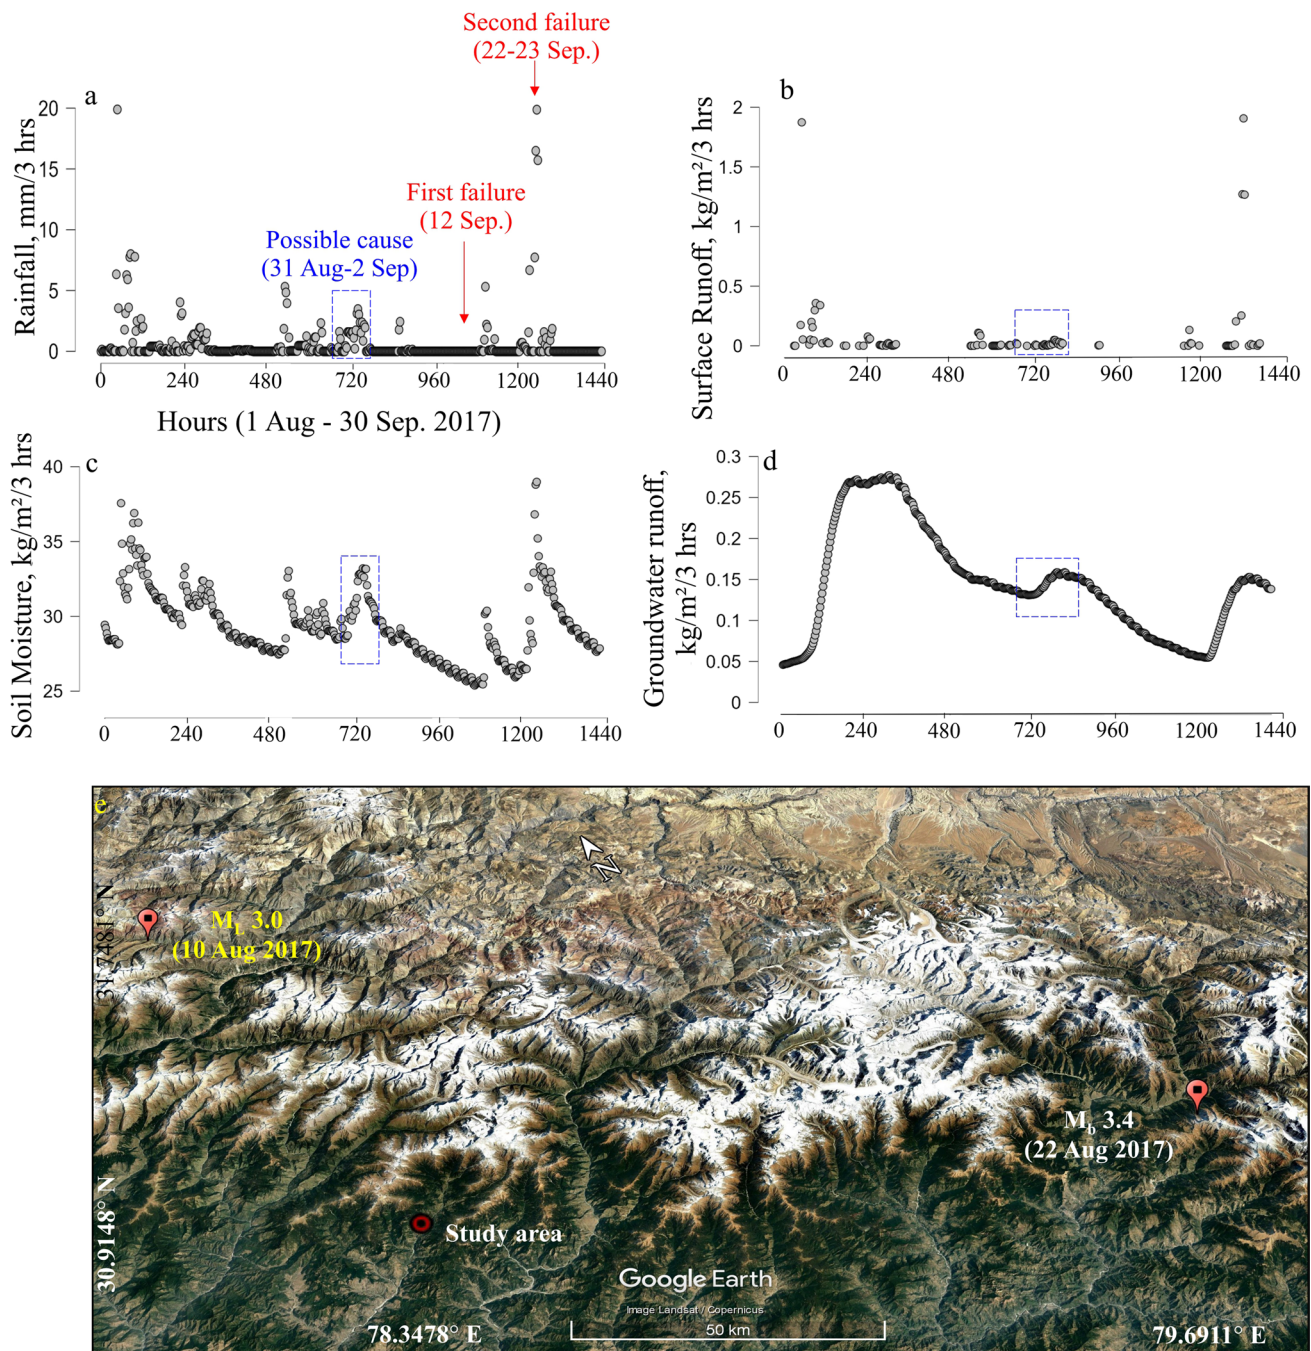 Second failure
(22-23 Sep.)
a
20
15
10
5
0
Rainfall, mm/3 hrs
First failure
(12 Sep.)
Possible cause
(31 Aug-2 Sep)
0 240 480 720 960 1200 1440
Hours (1 Aug - 30 Sep. 2017)
b
2
1.5
1
0.5
0
Surface Runoff, kg/m²/3 hrs
0 240 480 720 960 1200 1440
c
40
35
30
25
Soil Moisture, kg/m²/3 hrs
0 240 480 720 960 1200 1440
d
0.3
0.25
0.2
0.15
0.1
0.05
0
Groundwater runoff,
kg/m²/3 hrs
0 240 480 720 960 1200 1440
e
N
31.7481° N
ML 3.0
(10 Aug 2017)
Mb 3.4
(22 Aug 2017)
30.9148° N
Study area
Google Earth
Image Landsat / Copernicus
50 km
78.3478° E
79.6911° E